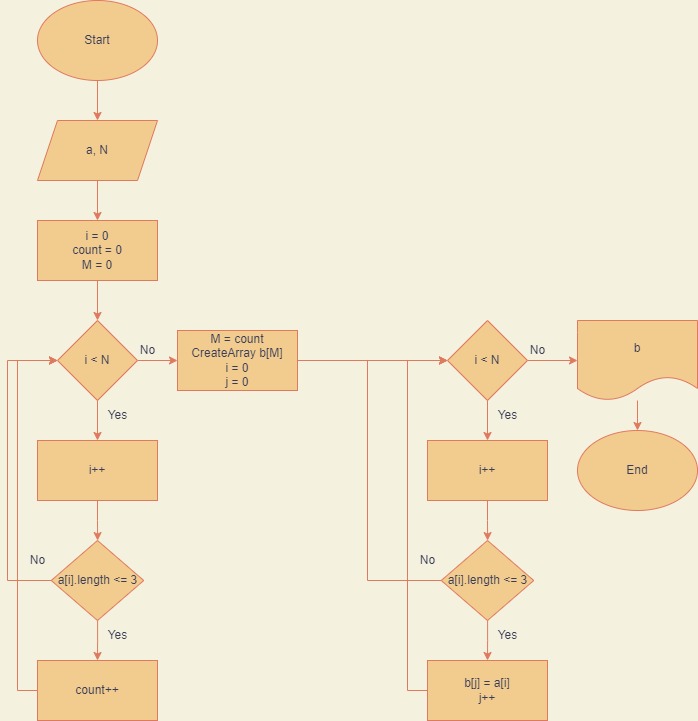 Start
a, N
i = 0
count = 0
M = 0
i < N
No
Yes
i++
a[i].length <= 3
No
Yes
count++
M = count
CreateArray b[M]
i = 0
j = 0
i < N
No
Yes
i++
a[i].length <= 3
No
Yes
b[j] = a[i]
j++
b
End